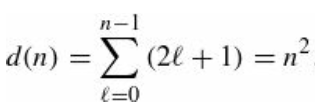 d(n) = \sum_{\ell=0}^{n-1} (2\ell + 1) = n^2